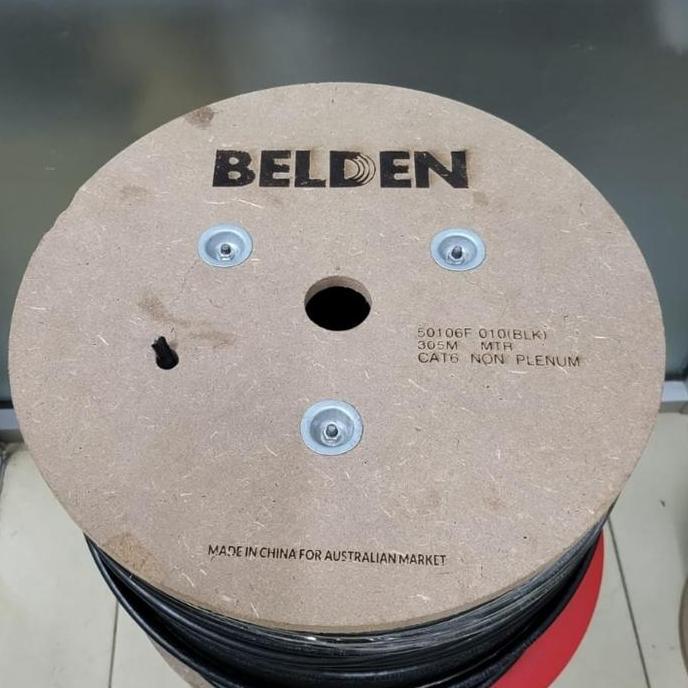 BELDEN
50106F 010(BLK)
305M MTR
CAT6 NON PLENUM
MADE IN CHINA FOR AUSTRALIAN MARKET